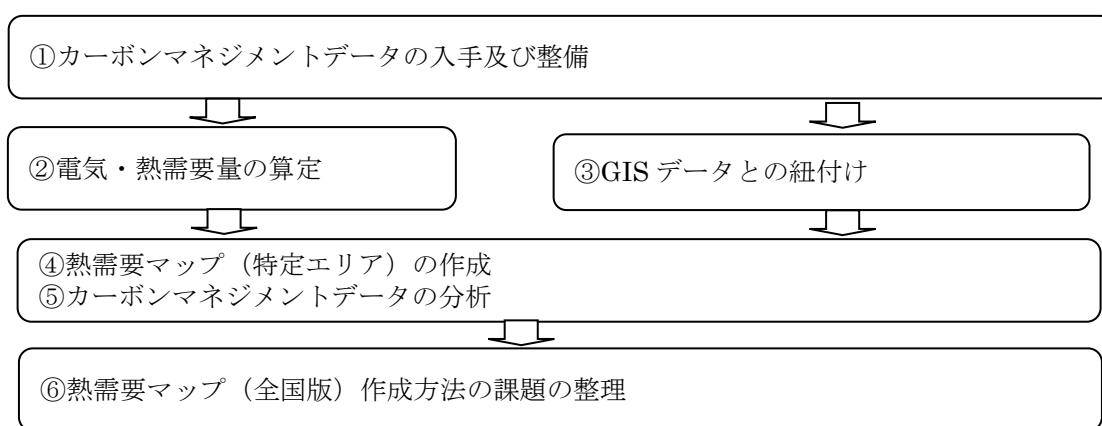 ①カーボンマネジメントデータの入手及び整備
②電気・熱需要量の算定
③GIS データとの紐付け
④熱需要マップ（特定エリア）の作成
⑤カーボンマネジメントデータの分析
⑥熱需要マップ（全国版）作成方法の課題の整理